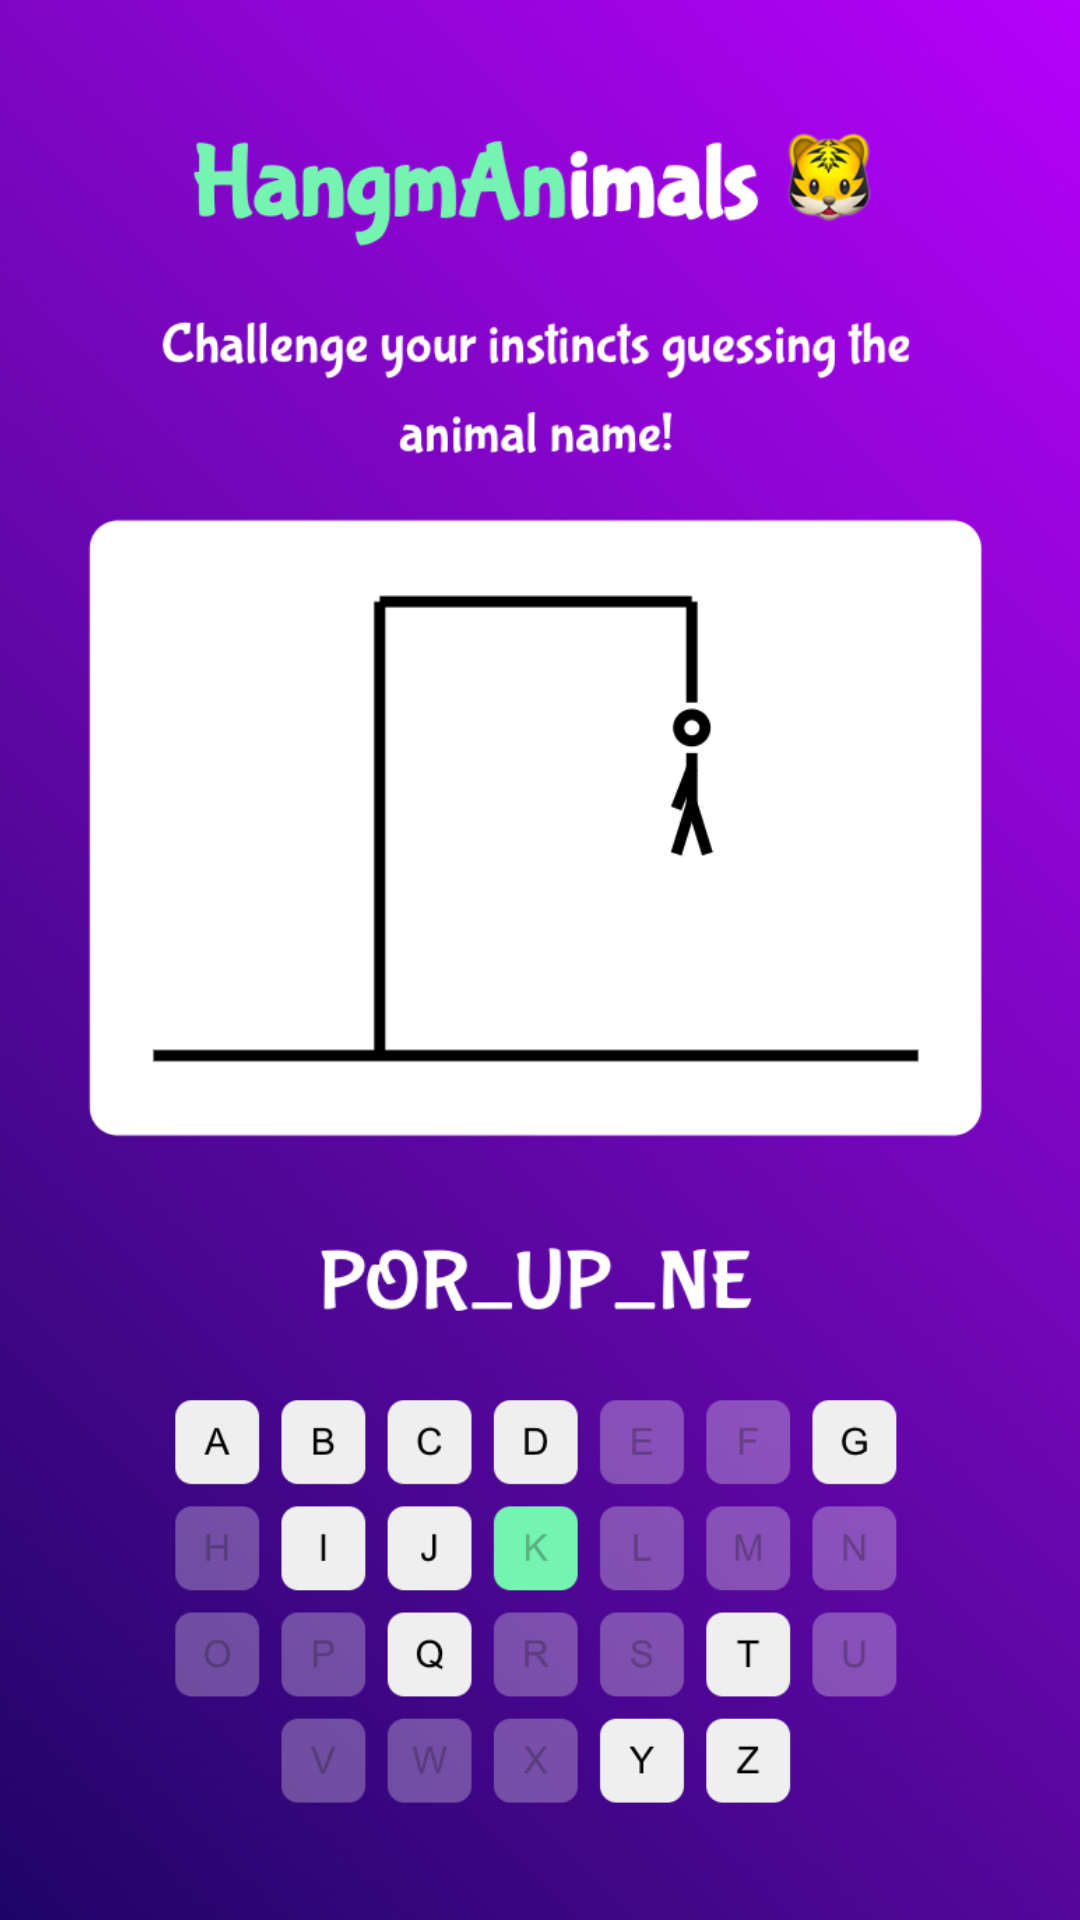 HangmAnimals 🐯
Challenge your instincts guessing the
animal name!
POR_UP_NE
A B C D E F G
H I J K L M N
O P Q R S T U
V W X Y Z